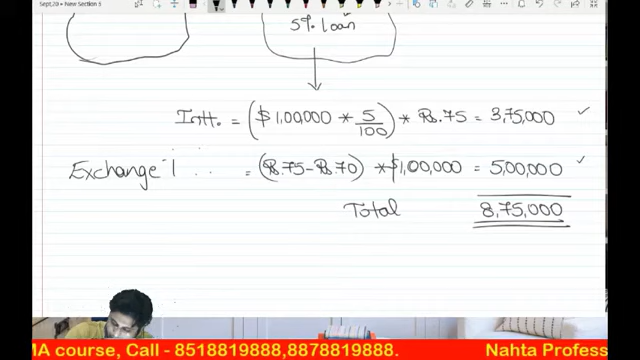 Sept,20 - New Section 3
5% loan
Intt. = ($1,00,000 * 5/100) * Rs.75 = 3,75,000 ✓
Exchange = (Rs.75-Rs.70) * $1,00,000 = 5,00,000 ✓
Total 8,75,000
MA course, Call - 8518819888,8878819888. Nahta Profess